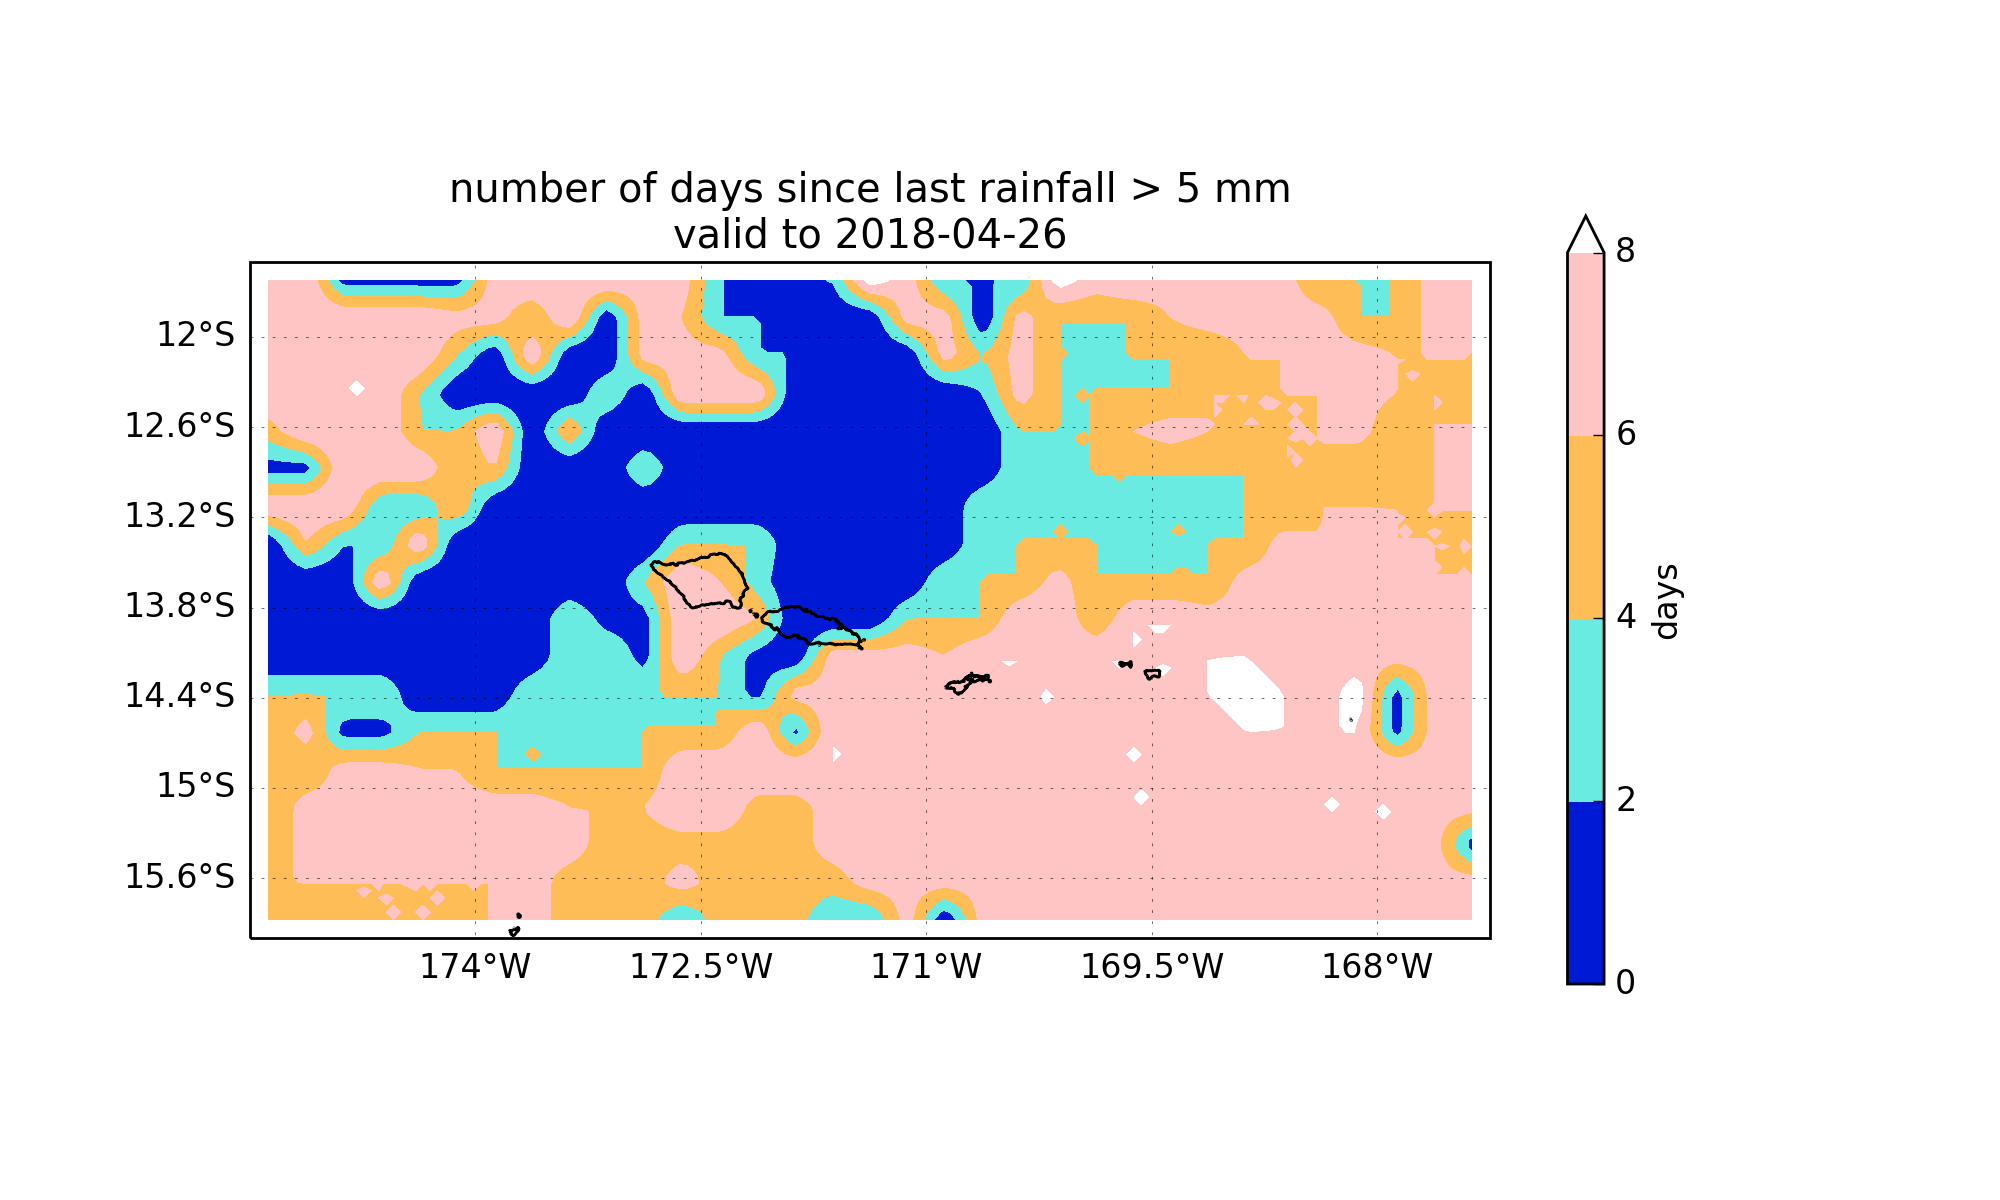 number of days since last rainfall > 5 mm
valid to 2018-04-26
12°S
12.6°S
13.2°S
13.8°S
14.4°S
15°S
15.6°S
174°W
172.5°W
171°W
169.5°W
168°W
8
6
4
2
0
days